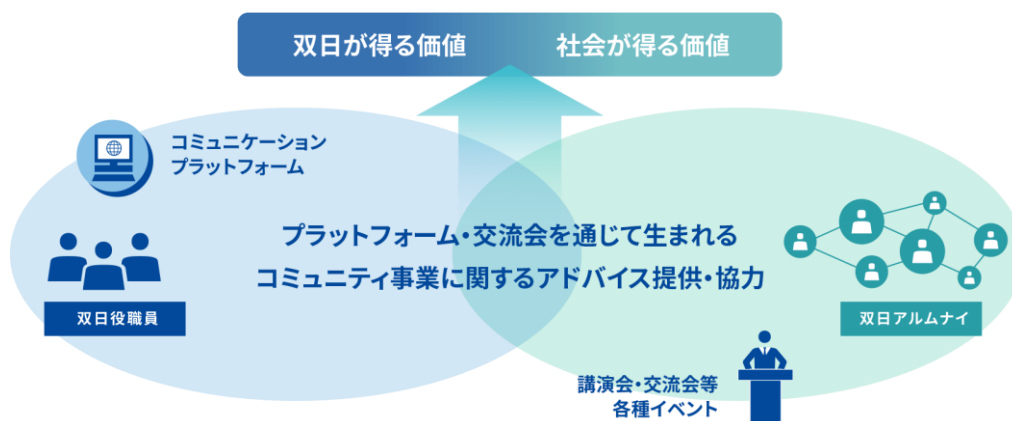 双日が得る価値 社会が得る価値
コミュニケーション
プラットフォーム
プラットフォーム・交流会を通じて生まれる
コミュニティ事業に関するアドバイス提供・協力
双日役職員
双日アルムナイ
講演会・交流会等
各種イベント